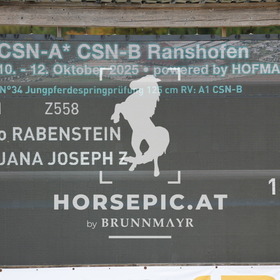 CSN-A* CSN-B Ranshofen
10. - 12. Oktober 2025 • powered by HOFMA
N°34 Jungpferdespringprüfung 125 cm RV: A1 CSN-B
Z558
o RABENSTEIN
JANA JOSEPH Z
1
HORSEPIC.AT
by BRUNNMAYR